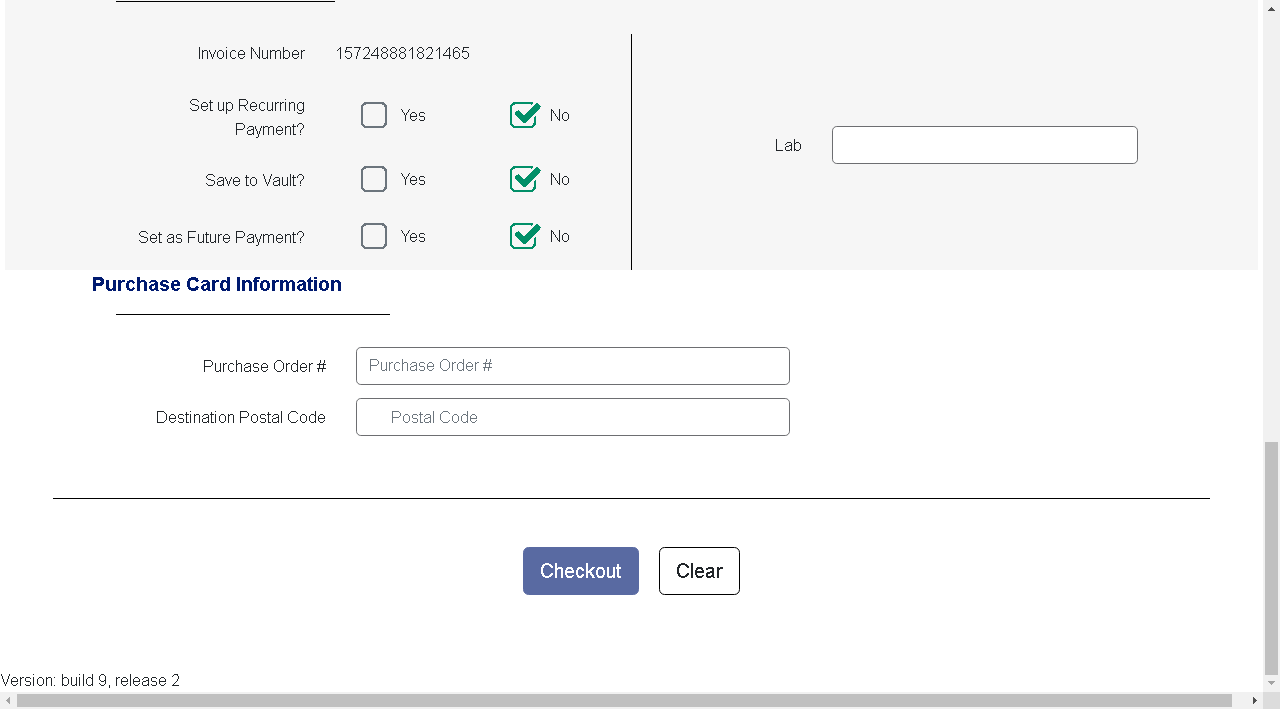 Invoice Number 157248881821465
Set up Recurring
Payment?
Yes No
Lab
Save to Vault? Yes No
Set as Future Payment? Yes No
Purchase Card Information
Purchase Order # Purchase Order #
Destination Postal Code Postal Code
Checkout Clear
Version: build 9, release 2